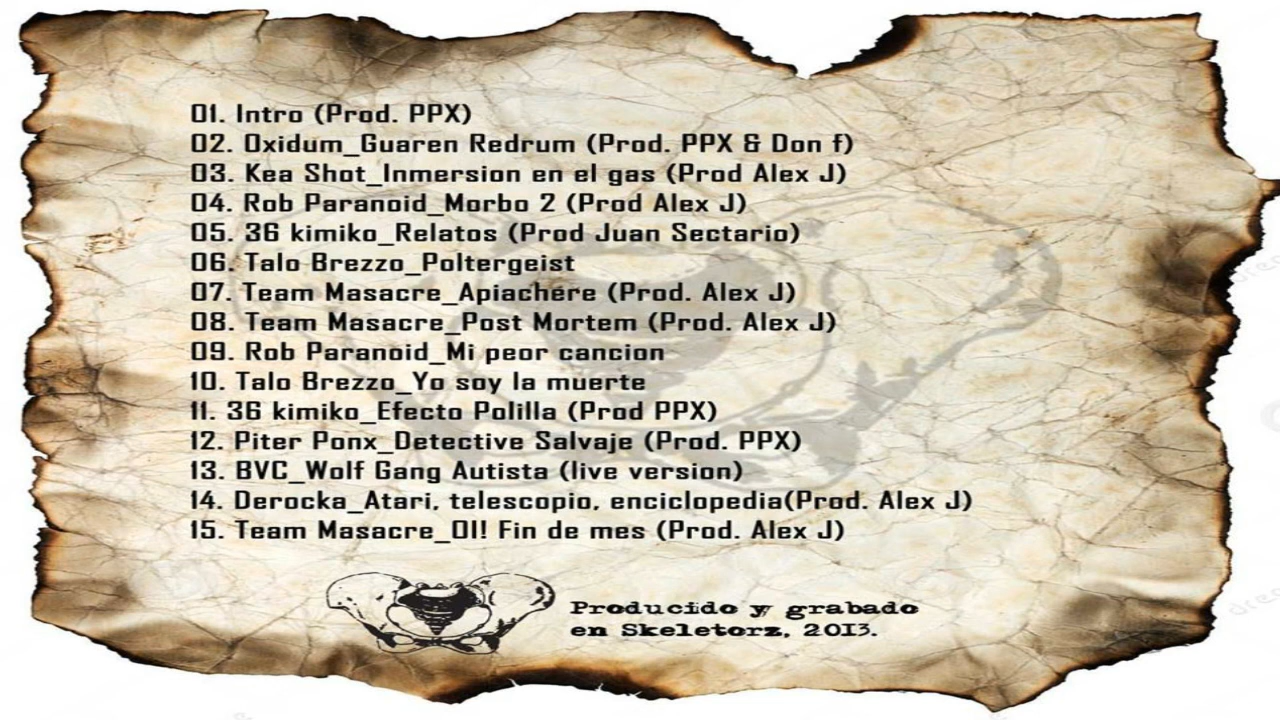 01. Intro (Prod. PPX)
02. Oxidum_Guaren Redrum (Prod. PPX & Don f)
03. Kea Shot_Inmersion en el gas (Prod Alex J)
04. Rob Paranoid_Morbo 2 (Prod Alex J)
05. 36 kimiko_Relatos (Prod Juan Sectario)
06. Talo Brezzo_Poltergeist
07. Team Masacre_Apiachere (Prod. Alex J)
08. Team Masacre_Post Mortem (Prod. Alex J)
09. Rob Paranoid_Mi peor cancion
10. Talo Brezzo_Yo soy la muerte
11. 36 kimiko_Efecto Polilla (Prod PPX)
12. Piter Ponx_Detective Salvaje (Prod. PPX)
13. BVC_Wolf Gang Autista (live version)
14. Derocka_Atari, telescopio, enciclopedia(Prod. Alex J)
15. Team Masacre_OI! Fin de mes (Prod. Alex J)
Producido y grabado
en Skeletorz, 2013.